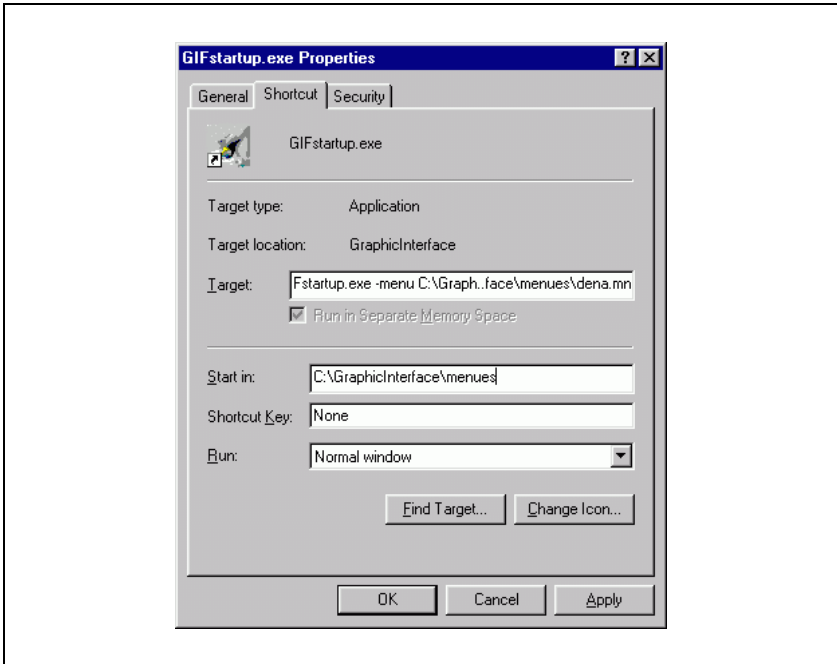 GIFstartup.exe Properties
General Shortcut Security
GIFstartup.exe
Target type: Application
Target location: GraphicInterface
Target: Fstartup.exe -menu C:\Graph..face\menues\dena.mn
Run in Separate Memory Space
Start in: C:\GraphicInterface\menues
Shortcut Key: None
Run: Normal window
Find Target... Change Icon...
OK Cancel Apply